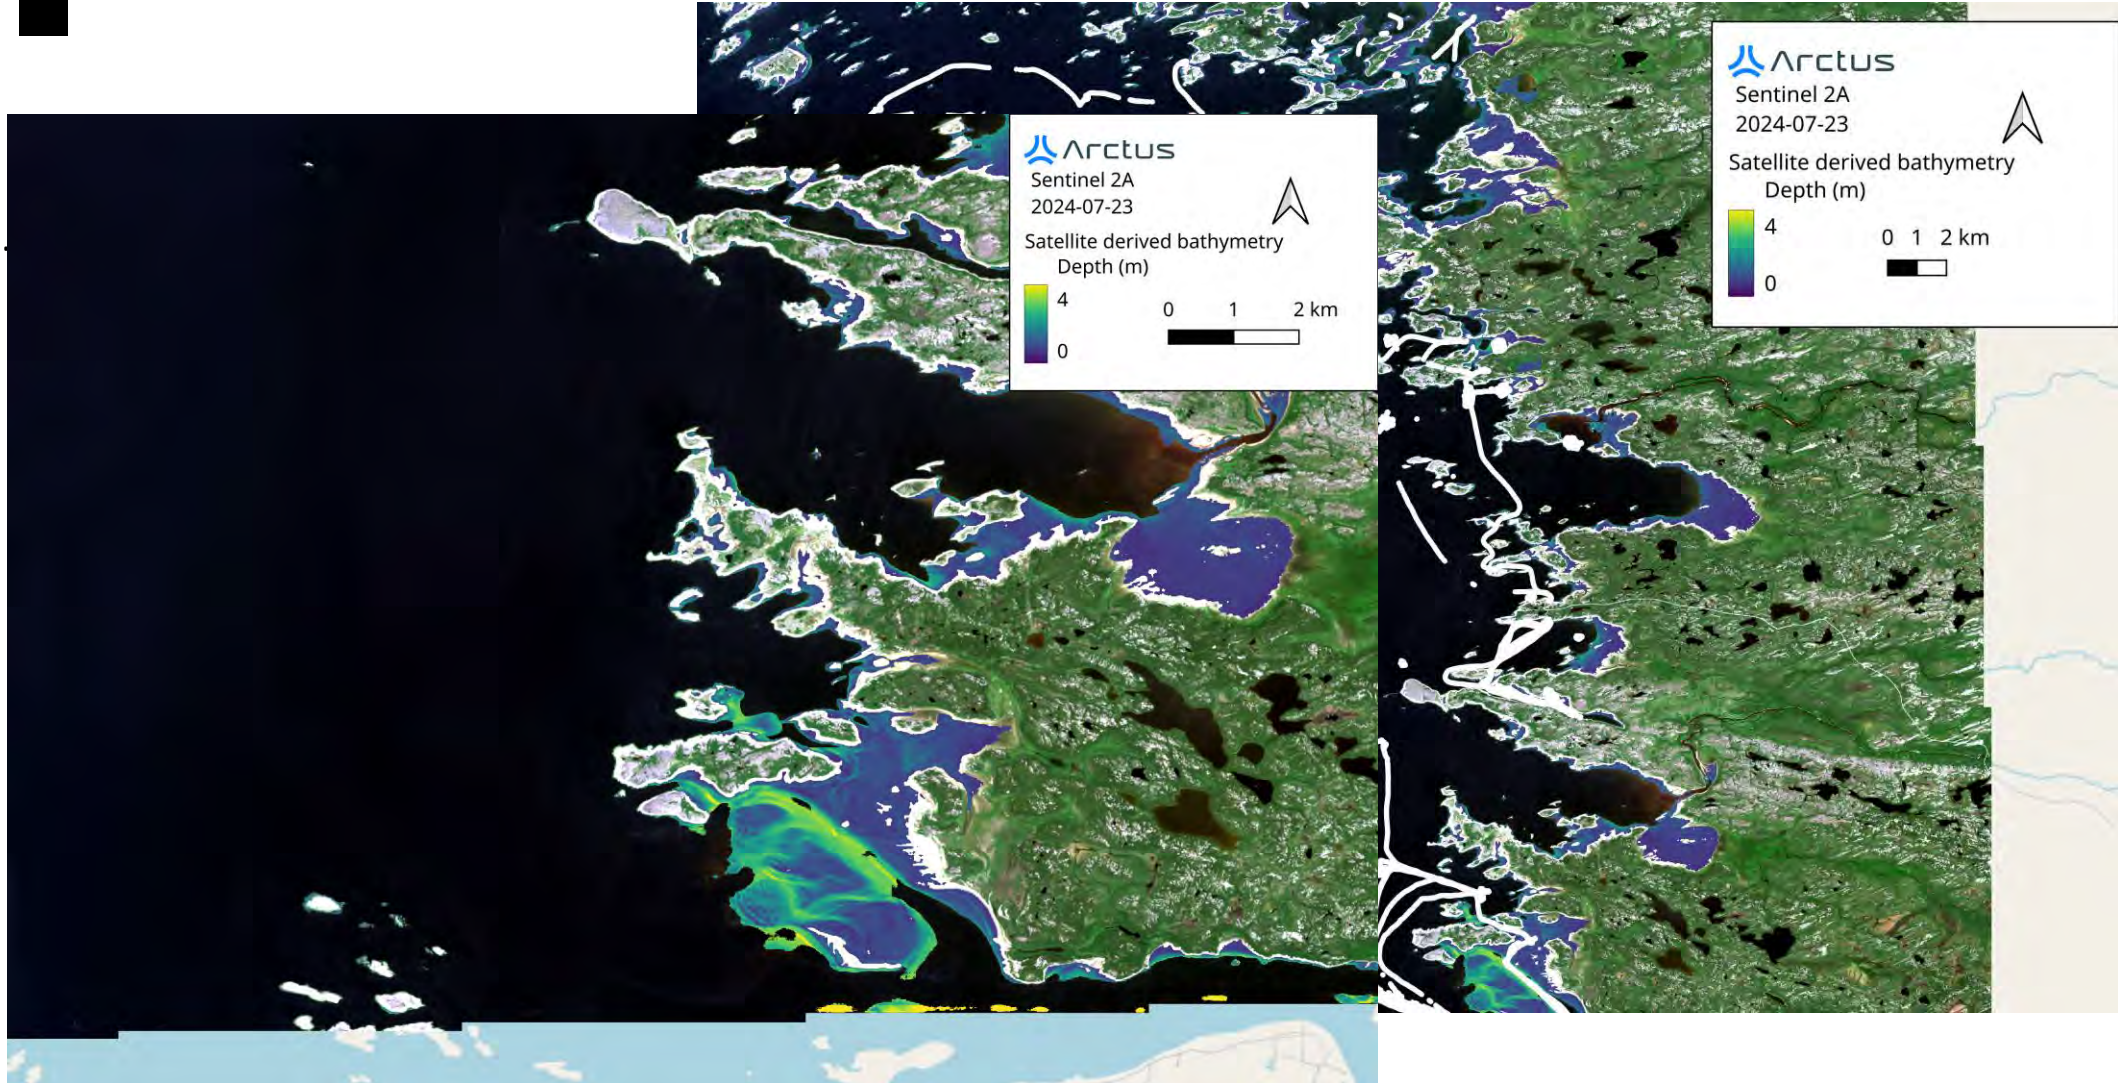 Arctus
Sentinel 2A
2024-07-23
Satellite derived bathymetry
Depth (m)
4
0
0 1 2 km
Arctus
Sentinel 2A
2024-07-23
Satellite derived bathymetry
Depth (m)
4
0
0 1 2 km